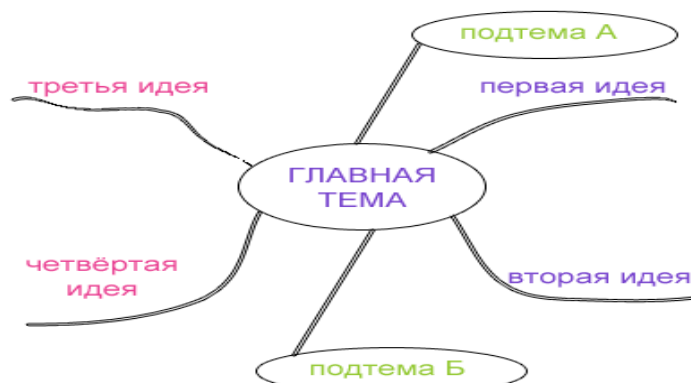 подтема А
третья идея
первая идея
ГЛАВНАЯ
ТЕМА
четвёртая
идея
вторая идея
подтема Б